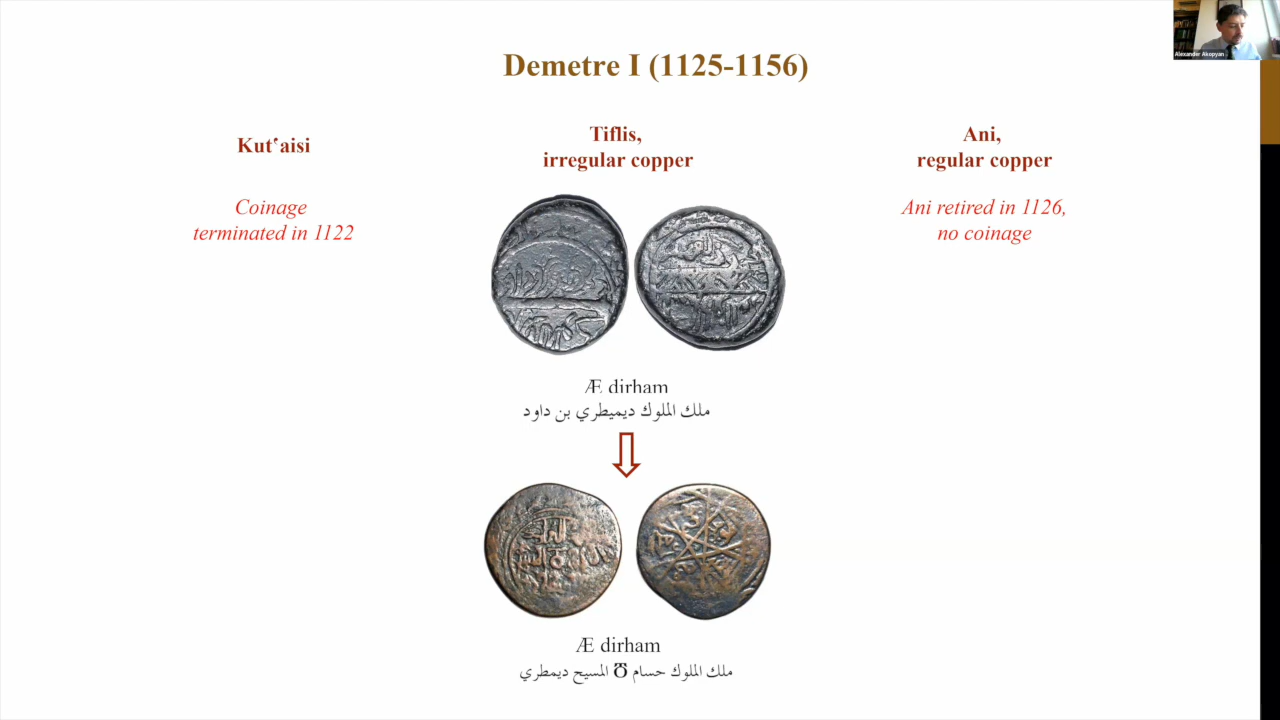 Alexander Akopyan
Demetre I (1125-1156)
Kutʿaisi
Coinage
terminated in 1122
Tiflis,
irregular copper
Æ dirham
ملك الملوك ديميطري بن داود
Æ dirham
ملك الملوك حسام Ⴃ المسيح ديمطري
Ani,
regular copper
Ani retired in 1126,
no coinage